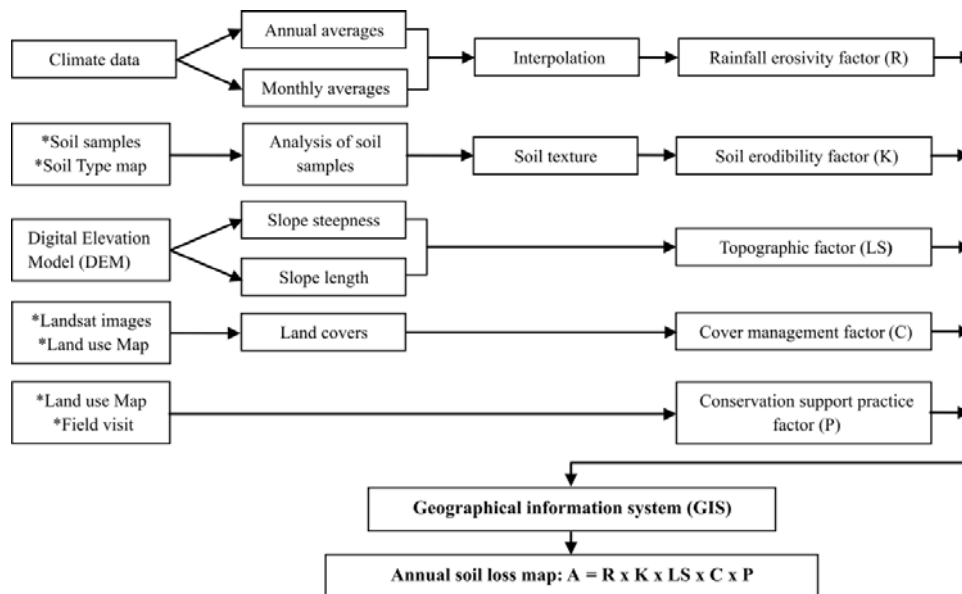 Climate data
Annual averages
Monthly averages
Interpolation
Rainfall erosivity factor (R)
*Soil samples
*Soil Type map
Analysis of soil
samples
Soil texture
Soil erodibility factor (K)
Digital Elevation
Model (DEM)
Slope steepness
Slope length
Topographic factor (LS)
*Landsat images
*Land use Map
Land covers
Cover management factor (C)
*Land use Map
*Field visit
Conservation support practice
factor (P)
Geographical information system (GIS)
Annual soil loss map: A = R x K x LS x C x P